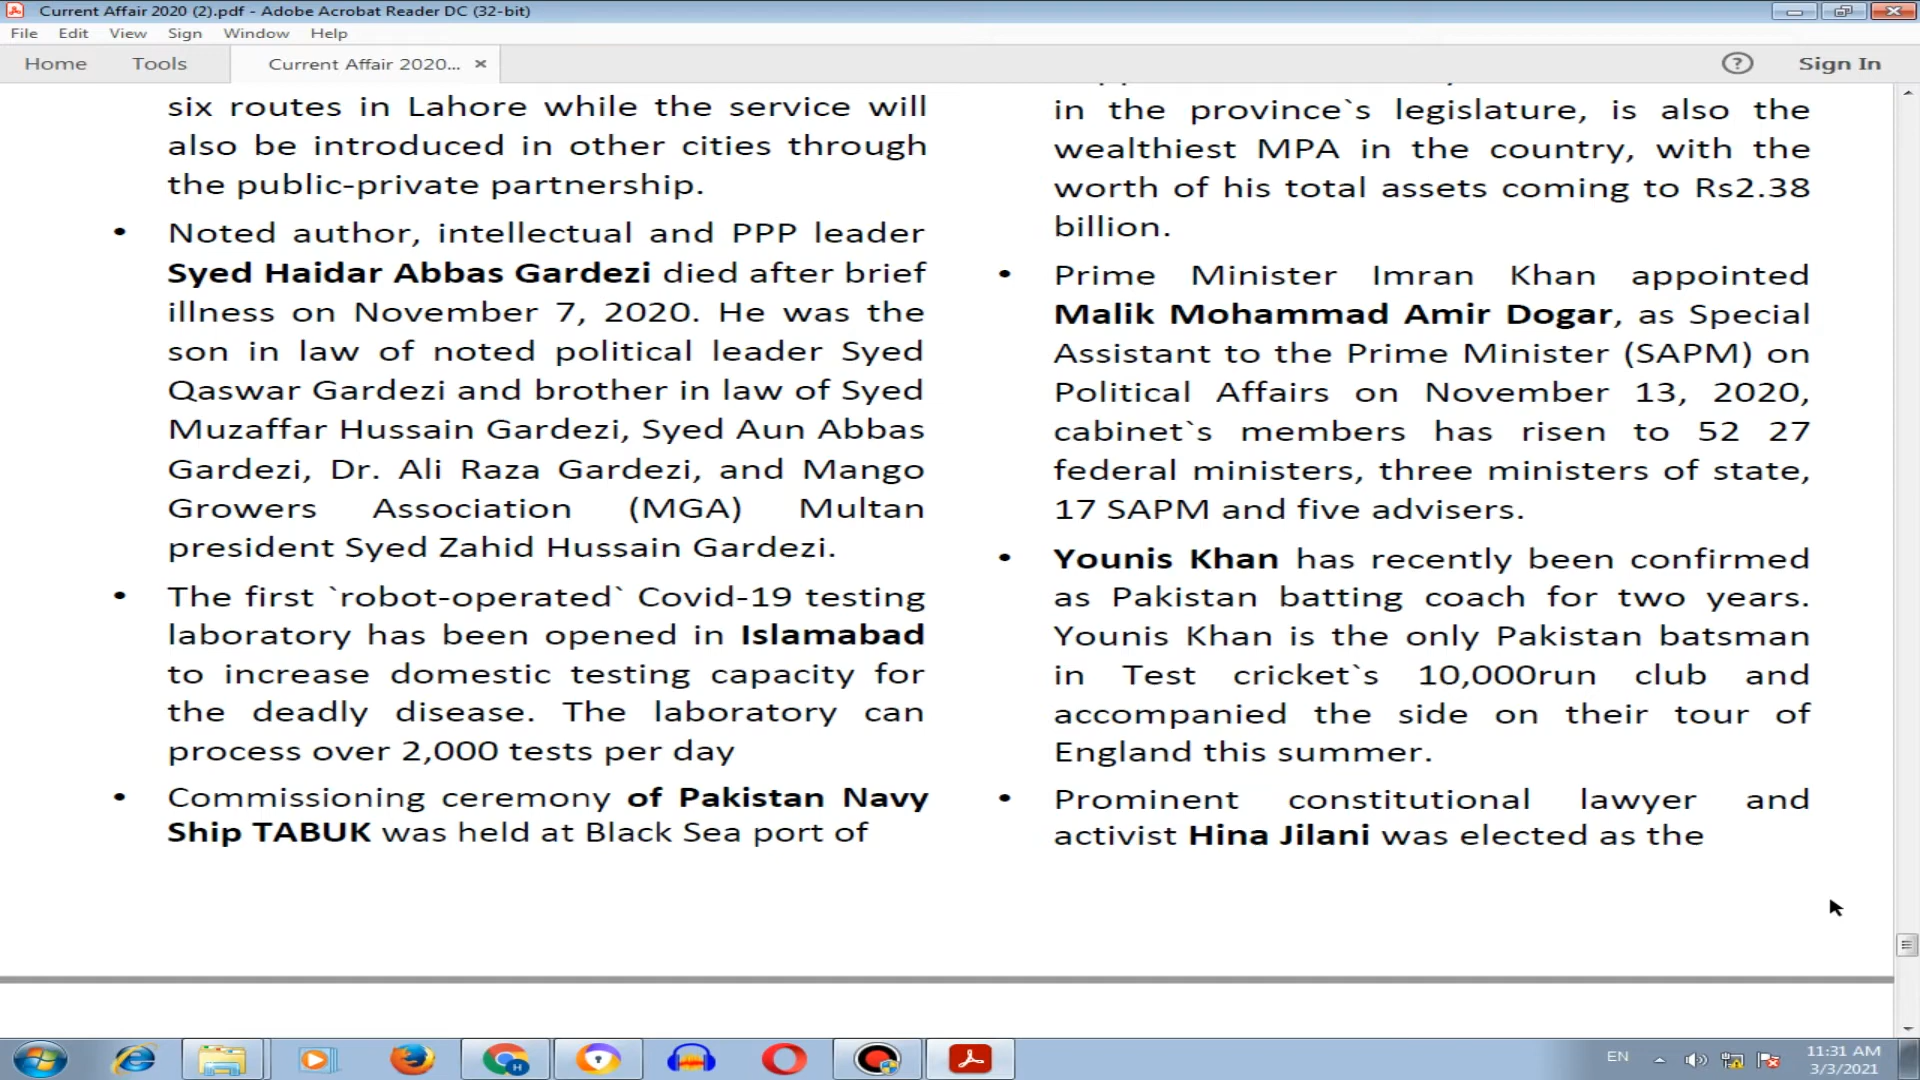 Current Affair 2020 (2).pdf - Adobe Acrobat Reader DC (32-bit)
File Edit View Sign Window Help
Home Tools Current Affair 2020... × ? Sign In
six routes in Lahore while the service will
also be introduced in other cities through
the public-private partnership.
• Noted author, intellectual and PPP leader
Syed Haidar Abbas Gardezi died after brief
illness on November 7, 2020. He was the
son in law of noted political leader Syed
Qaswar Gardezi and brother in law of Syed
Muzaffar Hussain Gardezi, Syed Aun Abbas
Gardezi, Dr. Ali Raza Gardezi, and Mango
Growers Association (MGA) Multan
president Syed Zahid Hussain Gardezi.
• The first `robot-operated` Covid-19 testing
laboratory has been opened in Islamabad
to increase domestic testing capacity for
the deadly disease. The laboratory can
process over 2,000 tests per day
• Commissioning ceremony of Pakistan Navy
Ship TABUK was held at Black Sea port of
in the province`s legislature, is also the
wealthiest MPA in the country, with the
worth of his total assets coming to Rs2.38
billion.
• Prime Minister Imran Khan appointed
Malik Mohammad Amir Dogar, as Special
Assistant to the Prime Minister (SAPM) on
Political Affairs on November 13, 2020,
cabinet`s members has risen to 52 27
federal ministers, three ministers of state,
17 SAPM and five advisers.
• Younis Khan has recently been confirmed
as Pakistan batting coach for two years.
Younis Khan is the only Pakistan batsman
in Test cricket`s 10,000run club and
accompanied the side on their tour of
England this summer.
• Prominent constitutional lawyer and
activist Hina Jilani was elected as the
EN
11:31 AM
3/3/2021